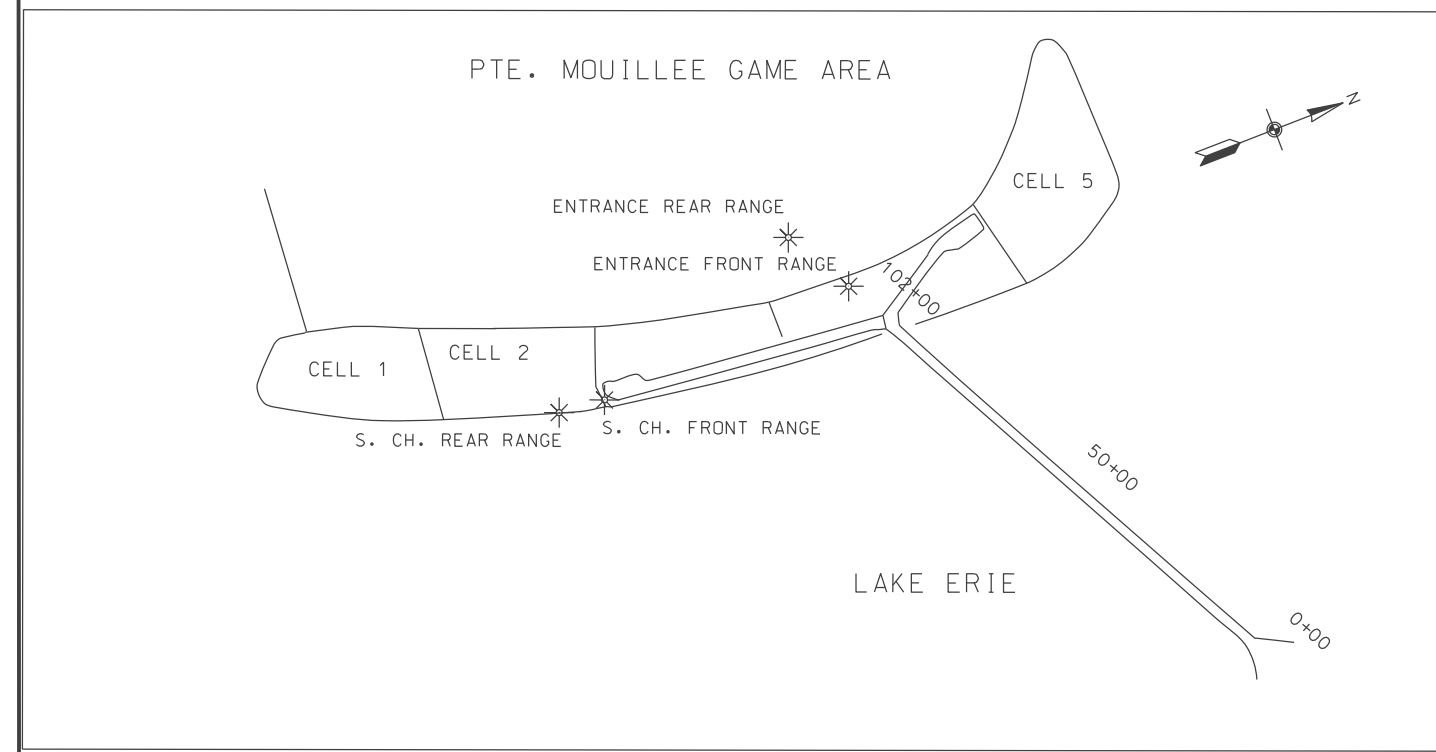 PTE. MOUILLEE GAME AREA
N
CELL 5
ENTRANCE REAR RANGE
ENTRANCE FRONT RANGE
102+00
CELL 1
CELL 2
S. CH. REAR RANGE
S. CH. FRONT RANGE
50+00
LAKE ERIE
0+00